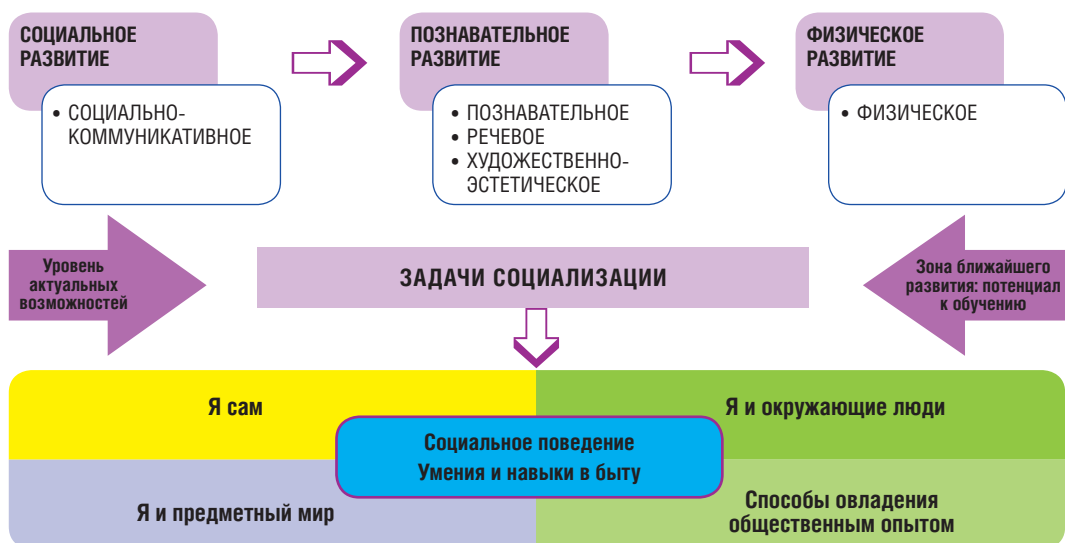 СОЦИАЛЬНОЕ
РАЗВИТИЕ
• СОЦИАЛЬНО-
КОММУНИКАТИВНОЕ
ПОЗНАВАТЕЛЬНОЕ
РАЗВИТИЕ
• ПОЗНАВАТЕЛЬНОЕ
• РЕЧЕВОЕ
• ХУДОЖЕСТВЕННО-
ЭСТЕТИЧЕСКОЕ
ФИЗИЧЕСКОЕ
РАЗВИТИЕ
• ФИЗИЧЕСКОЕ
Уровень
актуальных
возможностей
ЗАДАЧИ СОЦИАЛИЗАЦИИ
Зона ближайшего
развития: потенциал
к обучению
Я сам
Я и окружающие люди
Социальное поведение
Умения и навыки в быту
Я и предметный мир
Способы овладения
общественным опытом